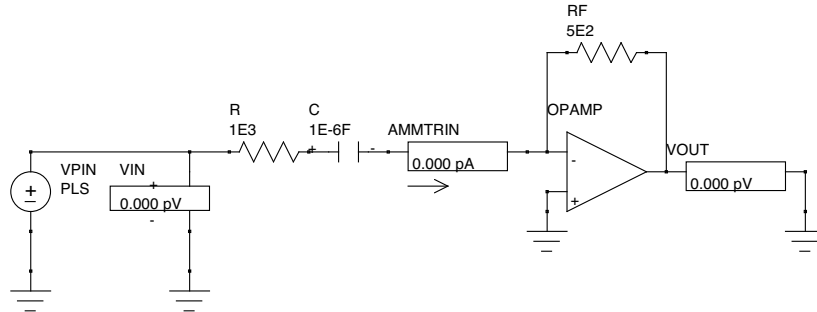 RF
5E2
R
1E3
C
1E-6F
+
-
AMMTRIN
0.000 pA
OPAMP
-
+
VOUT
0.000 pV
VPIN
PLS
+
-
VIN
+
0.000 pV
-